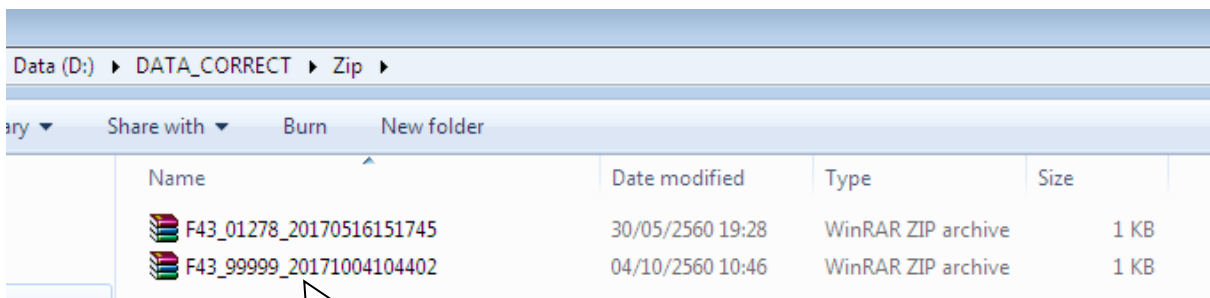 Data (D:) DATA_CORRECT Zip
Share with Burn New folder
Name Date modified Type Size
F43_01278_20170516151745 30/05/2560 19:28 WinRAR ZIP archive 1 KB
F43_99999_20171004104402 04/10/2560 10:46 WinRAR ZIP archive 1 KB